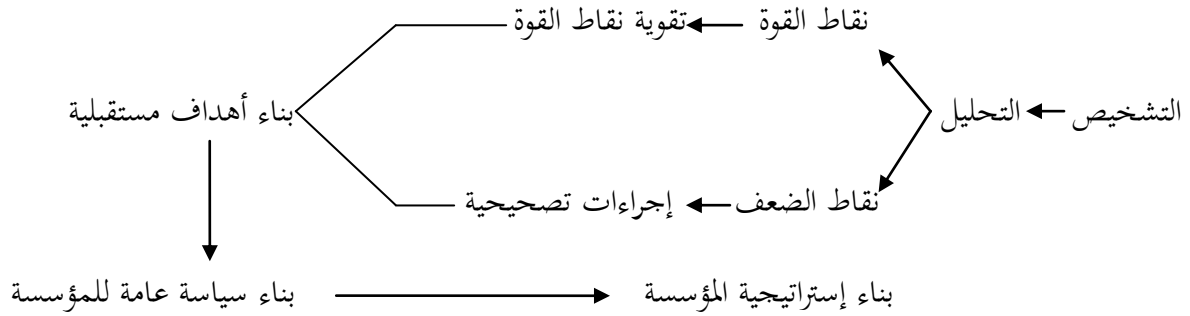 نقاط القوة تقوية نقاط القوة
التشخيص التحليل بناء أهداف مستقبلية
نقاط الضعف إجراءات تصحيحية
بناء إستراتيجية المؤسسة بناء سياسة عامة للمؤسسة